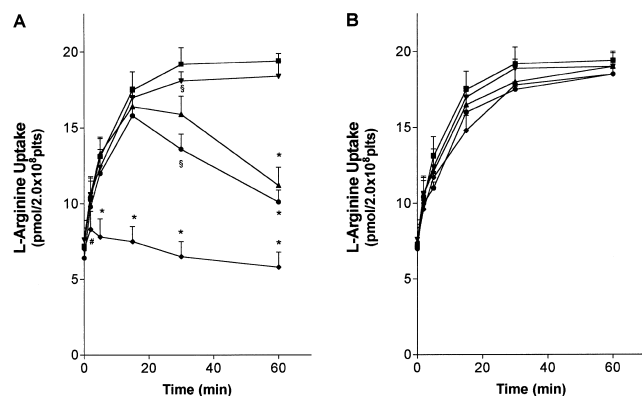 A
L-Arginine Uptake
(pmol/2.0x10⁸plts)
20
15
10
5
0
0 20 40 60
Time (min)
§
§
#
*
*
*
*
*
*
B
L-Arginine Uptake
(pmol/2.0x10⁸plts)
20
15
10
5
0
0 20 40 60
Time (min)